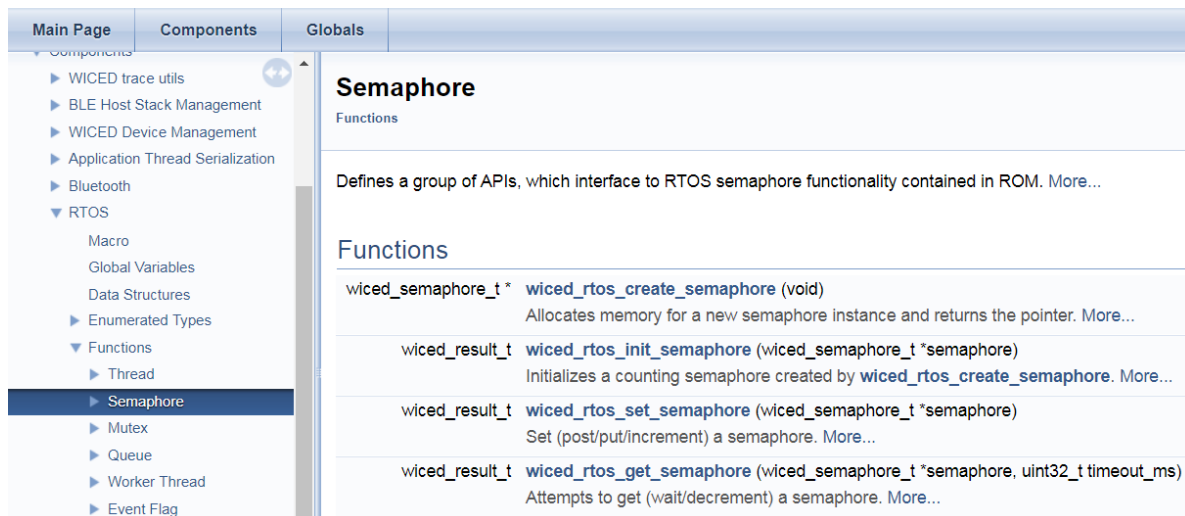 Main Page Components Globals
Components
WICED trace utils
BLE Host Stack Management
WICED Device Management
Application Thread Serialization
Bluetooth
RTOS
Macro
Global Variables
Data Structures
Enumerated Types
Functions
Thread
Semaphore
Mutex
Queue
Worker Thread
Event Flag
Semaphore
Functions
Defines a group of APIs, which interface to RTOS semaphore functionality contained in ROM. More...
Functions
wiced_semaphore_t * wiced_rtos_create_semaphore (void)
Allocates memory for a new semaphore instance and returns the pointer. More...
wiced_result_t wiced_rtos_init_semaphore (wiced_semaphore_t *semaphore)
Initializes a counting semaphore created by wiced_rtos_create_semaphore. More...
wiced_result_t wiced_rtos_set_semaphore (wiced_semaphore_t *semaphore)
Set (post/put/increment) a semaphore. More...
wiced_result_t wiced_rtos_get_semaphore (wiced_semaphore_t *semaphore, uint32_t timeout_ms)
Attempts to get (wait/decrement) a semaphore. More...